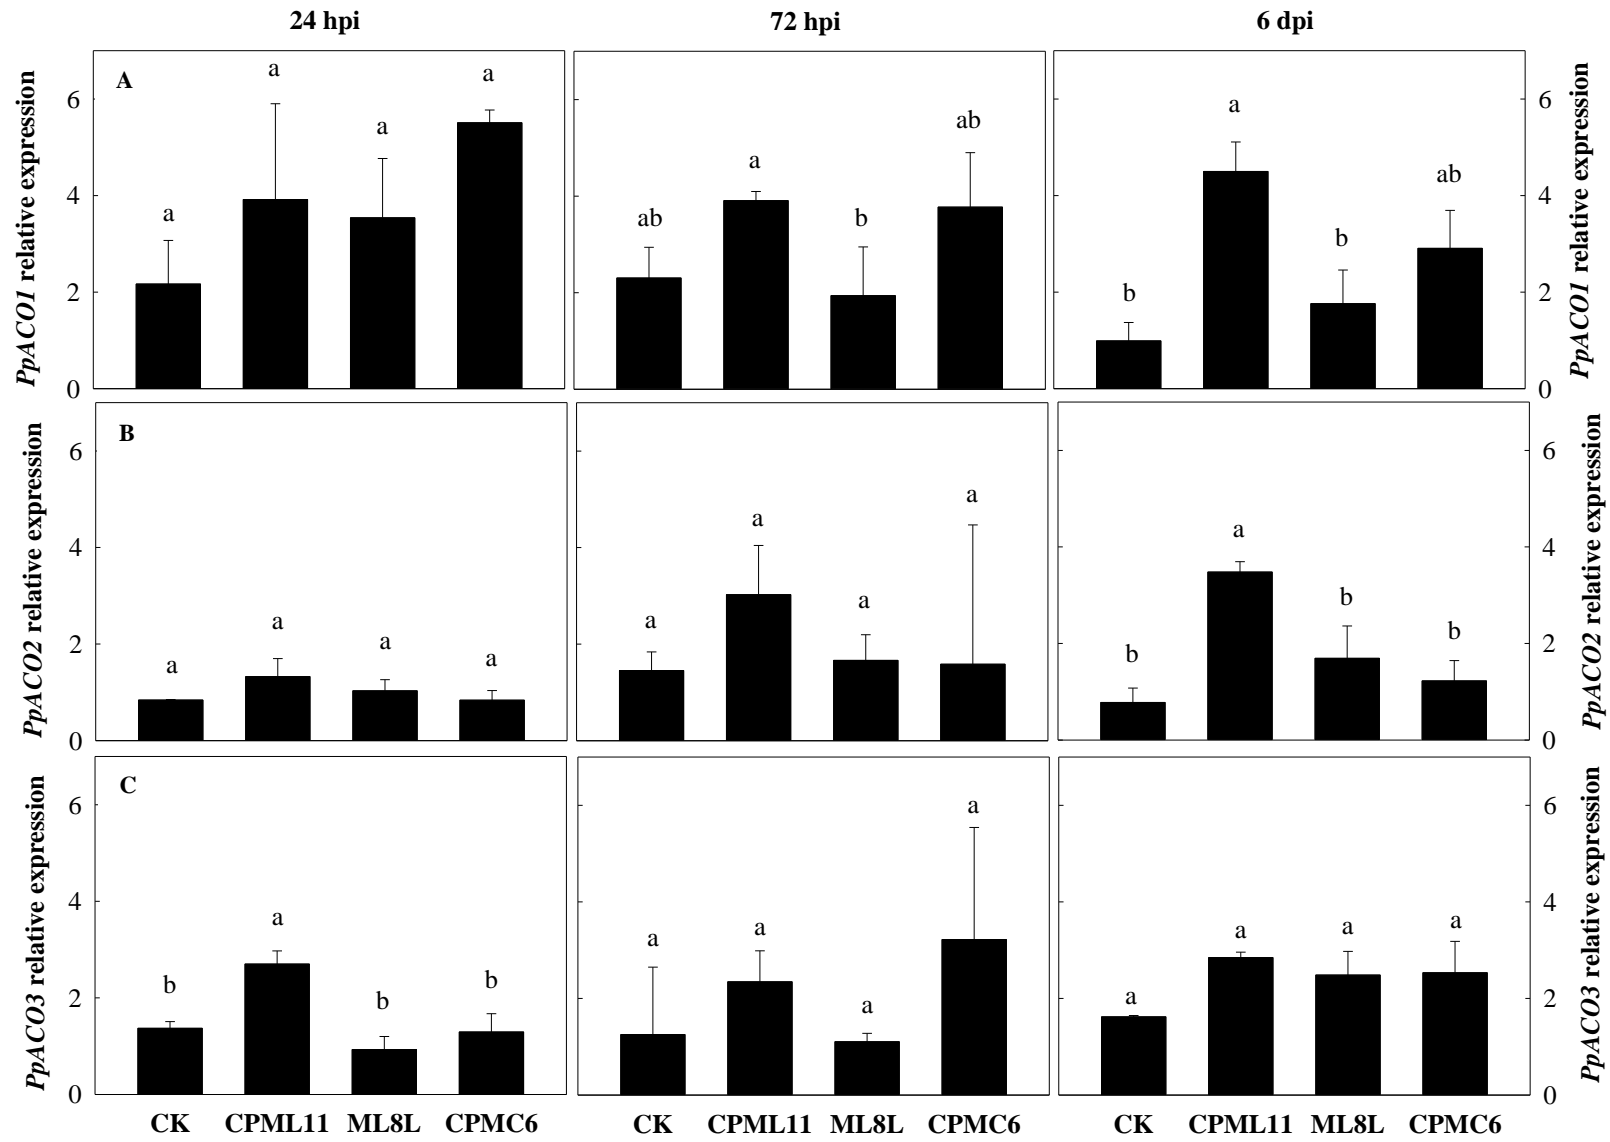 24 hpi 72 hpi 6 dpi
A
PpACO1 relative expression
6
4
2
0
a a a a
ab a b ab
b a b ab
6
4
2
0
PpACO1 relative expression
B
PpACO2 relative expression
6
4
2
0
a a a a
a a a a
b a b b
6
4
2
0
PpACO2 relative expression
C
PpACO3 relative expression
6
4
2
0
b a b b
a a a a
a a a a
6
4
2
0
PpACO3 relative expression
CK CPML11 ML8L CPMC6 CK CPML11 ML8L CPMC6 CK CPML11 ML8L CPMC6